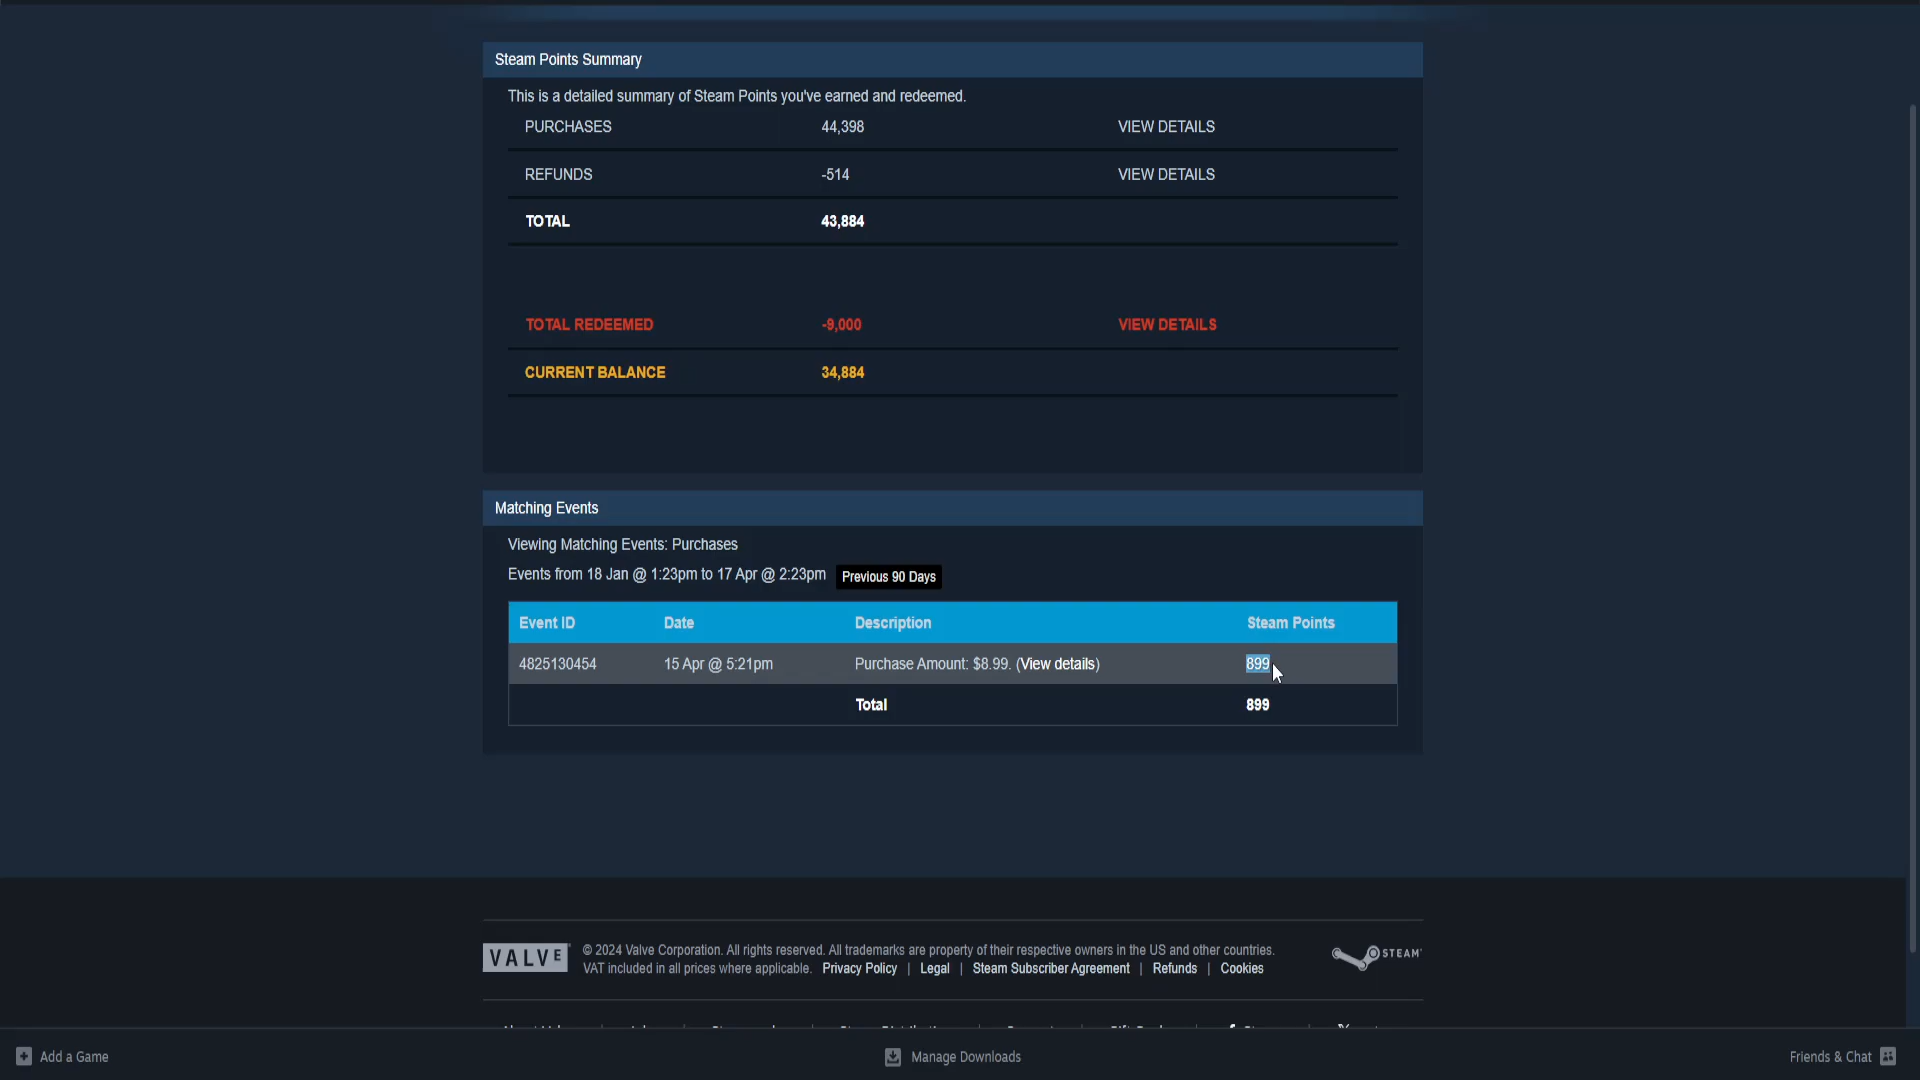 Steam Points Summary
This is a detailed summary of Steam Points you've earned and redeemed.
PURCHASES 44,398 VIEW DETAILS
REFUNDS -514 VIEW DETAILS
TOTAL 43,884
TOTAL REDEEMED -9,000 VIEW DETAILS
CURRENT BALANCE 34,884
Matching Events
Viewing Matching Events: Purchases
Events from 18 Jan @ 1:23pm to 17 Apr @ 2:23pm Previous 90 Days
Event ID Date Description Steam Points
4825130454 15 Apr @ 5:21pm Purchase Amount: $8.99. (View details) 899
Total 899
VALVE © 2024 Valve Corporation. All rights reserved. All trademarks are property of their respective owners in the US and other countries. STEAM
VAT included in all prices where applicable. Privacy Policy | Legal | Steam Subscriber Agreement | Refunds | Cookies
Add a Game Manage Downloads Friends & Chat